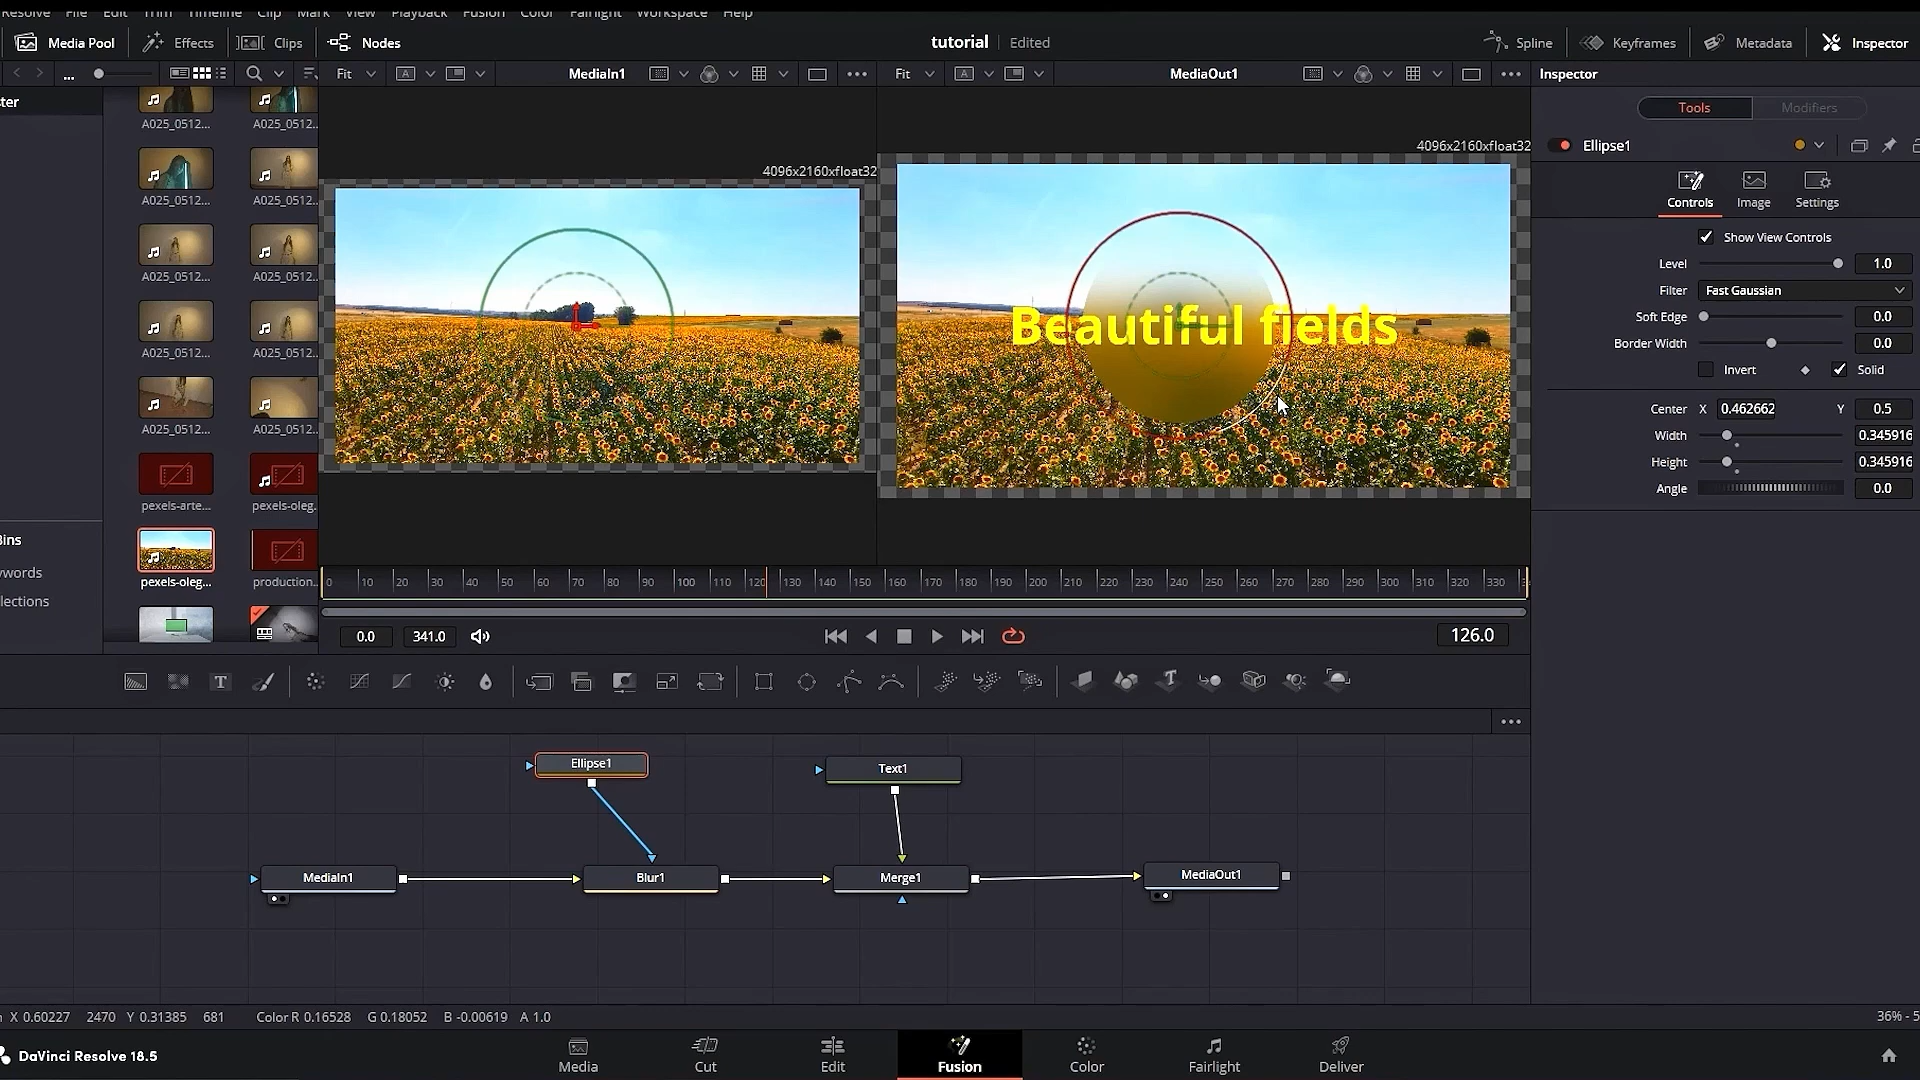 Resolve File Edit Trim Timeline Clip Mark View Playback Fusion Color Fairlight Workspace Help
Media Pool Effects Clips Nodes tutorial Edited Spline Keyframes Metadata Inspector
... Fit A MediaIn1 ... Fit A MediaOut1 ... Inspector
ster
Tools Modifiers
A025_0512... A025_0512...
4096x2160xfloat32 4096x2160xfloat32
Ellipse1
A025_0512... A025_0512...
Controls Image Settings
Show View Controls
Level 1.0
A025_0512... A025_0512...
Filter Fast Gaussian
Soft Edge 0.0
Beautiful fields
Border Width 0.0
A025_0512... A025_0512...
Invert Solid
Center X 0.462662 Y 0.5
A025_0512... A025_0512...
Width 0.345916
Height 0.345916
Angle 0.0
pexels-arte... pexels-oleg...
Bins
ywords
pexels-oleg... production...
lections
0 10 20 30 40 50 60 70 80 90 100 110 120 130 140 150 160 170 180 190 200 210 220 230 240 250 260 270 280 290 300 310 320 330
0.0 341.0 126.0
T T
...
Ellipse1 Text1
MediaIn1 Blur1 Merge1 MediaOut1
X 0.60227 2470 Y 0.31385 681 Color R 0.16528 G 0.18052 B -0.00619 A 1.0 36% - 5
DaVinci Resolve 18.5
Media Cut Edit Fusion Color Fairlight Deliver